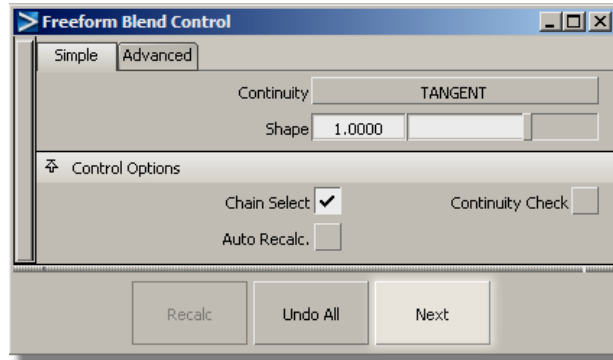 Freeform Blend Control
Simple Advanced
Continuity TANGENT
Shape 1.0000
Control Options
Chain Select Continuity Check
Auto Recalc.
Recalc Undo All Next